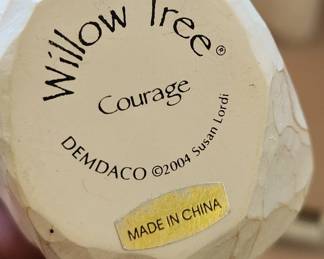 Willow Tree®
Courage
DEMDACO ©2004 Susan Lordi
MADE IN CHINA